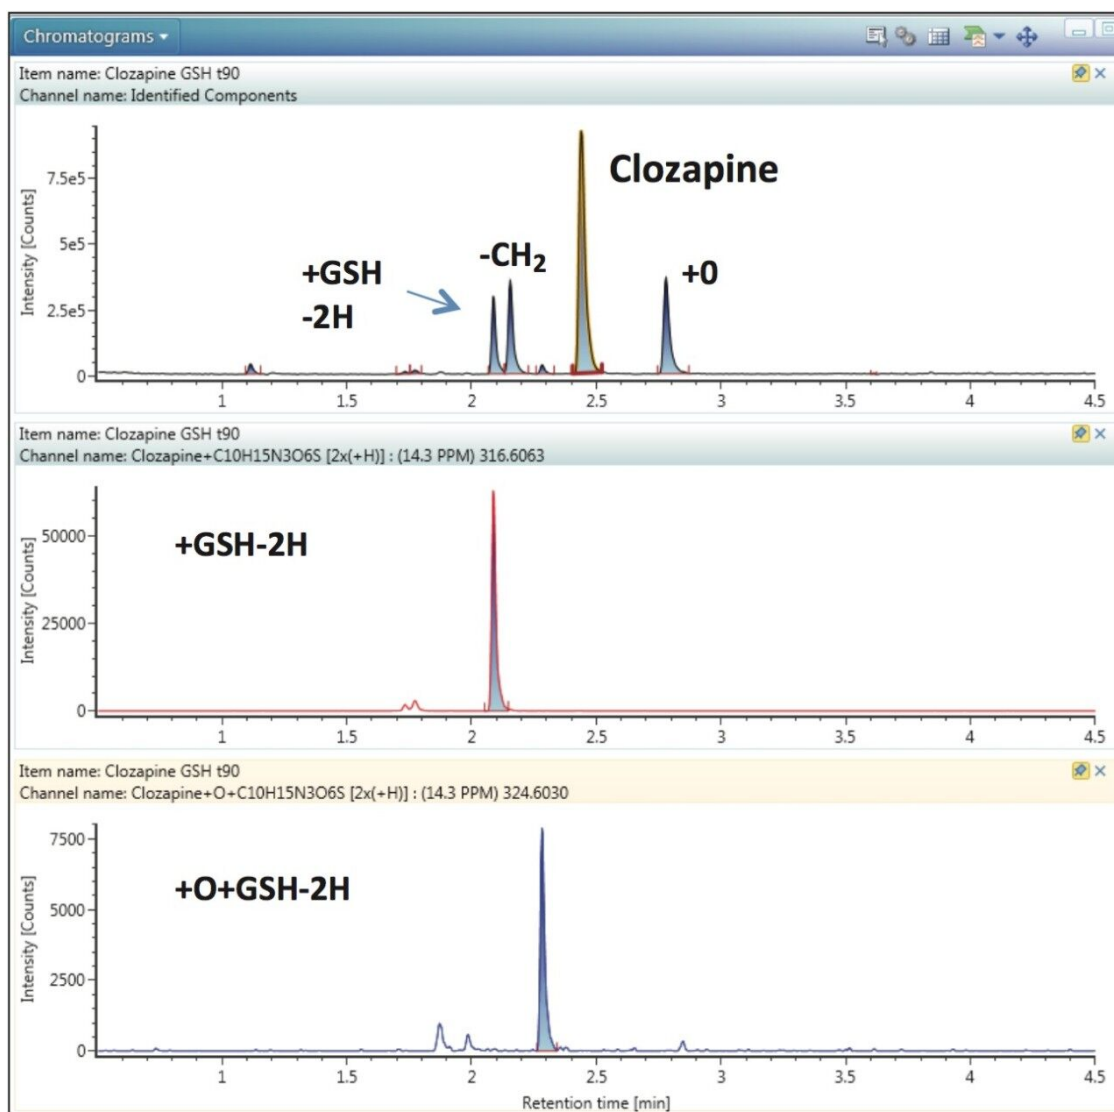 Chromatograms
Item name: Clozapine GSH t90
Channel name: Identified Components
Intensity [Counts]
7.5e5
5e5
2.5e5
0
+GSH
-2H
-CH₂
Clozapine
+0
1 1.5 2 2.5 3 3.5 4 4.5
Item name: Clozapine GSH t90
Channel name: Clozapine+C10H15N3O6S [2x(+H)] : (14.3 PPM) 316.6063
Intensity [Counts]
50000
25000
0
+GSH-2H
1 1.5 2 2.5 3 3.5 4 4.5
Item name: Clozapine GSH t90
Channel name: Clozapine+O+C10H15N3O6S [2x(+H)] : (14.3 PPM) 324.6030
Intensity [Counts]
7500
5000
2500
0
+O+GSH-2H
1 1.5 2 2.5 3 3.5 4 4.5
Retention time [min]